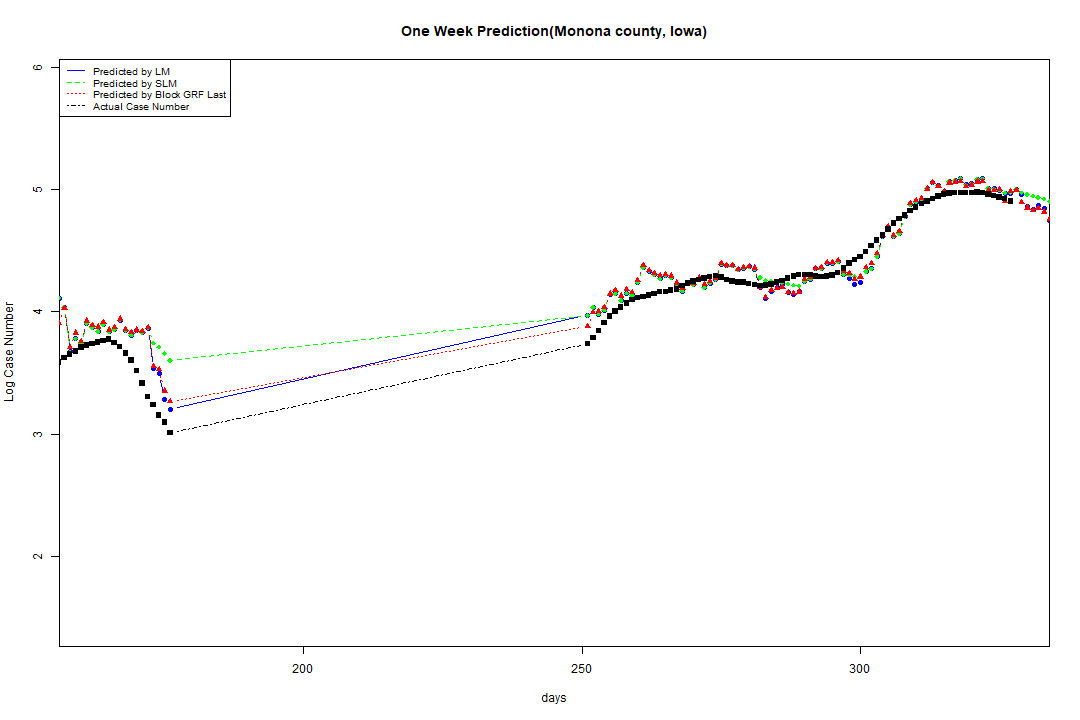 One Week Prediction(Monona county, Iowa)
Predicted by LM
Predicted by SLM
Predicted by Block GRF Last
Actual Case Number
Log Case Number
6
5
4
3
2
200
250
300
days